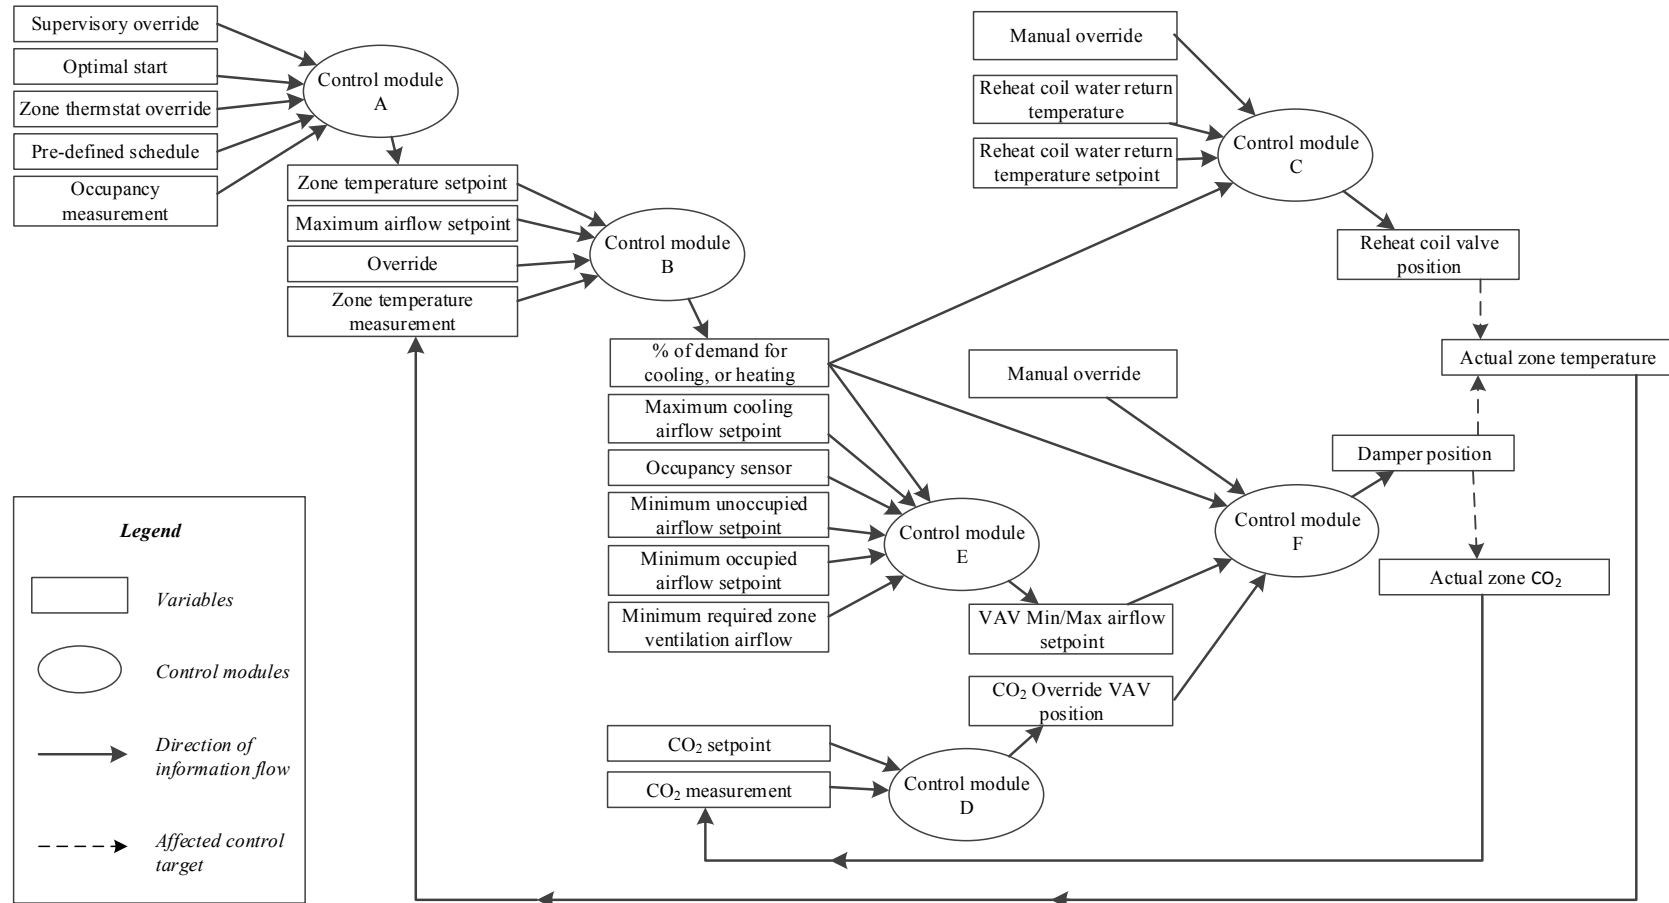 Supervisory override
Optimal start
Zone thermstat override
Pre-defined schedule
Occupancy
measurement
Control module
A
Zone temperature setpoint
Maximum airflow setpoint
Override
Zone temperature
measurement
Control module
B
% of demand for
cooling, or heating
Maximum cooling
airflow setpoint
Occupancy sensor
Minimum unoccupied
airflow setpoint
Minimum occupied
airflow setpoint
Minimum required zone
ventilation airflow
Control module
E
VAV Min/Max airflow
setpoint
CO₂ Override VAV
position
CO₂ setpoint
CO₂ measurement
Control module
D
Manual override
Reheat coil water return
temperature
Reheat coil water return
temperature setpoint
Control module
C
Reheat coil valve
position
Actual zone temperature
Manual override
Control module
F
Damper position
Actual zone CO₂
Legend
Variables
Control modules
Direction of
information flow
Affected control
target